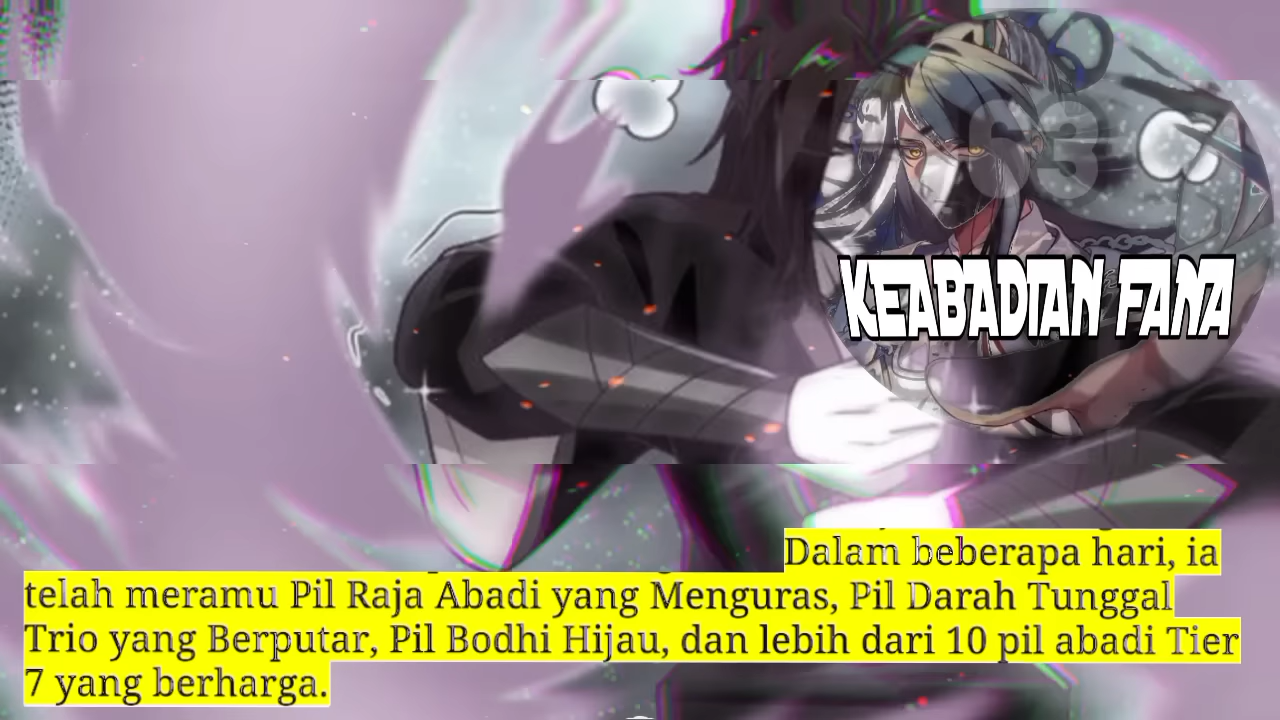 63
KEABADIAN FANA
Dalam beberapa hari, ia
telah meramu Pil Raja Abadi yang Menguras, Pil Darah Tunggal
Trio yang Berputar, Pil Bodhi Hijau, dan lebih dari 10 pil abadi Tier
7 yang berharga.